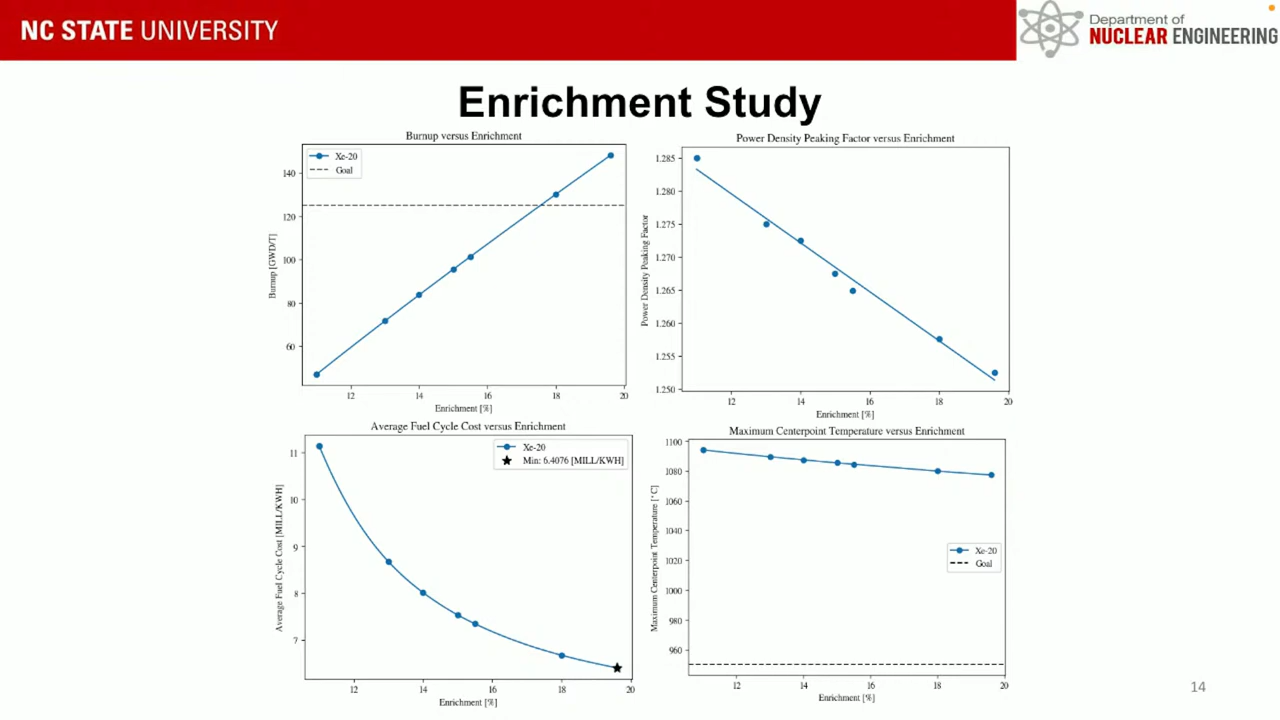 NC STATE UNIVERSITY
Department of
NUCLEAR ENGINEERING
Enrichment Study
Burnup versus Enrichment
Xe-20
Goal
140
120
100
80
60
Burnup [GWD/T]
12 14 16 18 20
Enrichment [%]
Power Density Peaking Factor versus Enrichment
1.285
1.280
1.275
1.270
1.265
1.260
1.255
1.250
Power Density Peaking Factor
12 14 16 18 20
Enrichment [%]
Average Fuel Cycle Cost versus Enrichment
Xe-20
Min: 6.4076 [MILL/KWH]
11
10
9
8
7
Average Fuel Cycle Cost [MILL/KWH]
12 14 16 18 20
Enrichment [%]
Maximum Centerpoint Temperature versus Enrichment
1100
1080
1060
1040
1020
1000
980
960
Maximum Centerpoint Temperature [°C]
Xe-20
Goal
12 14 16 18 20
Enrichment [%]
14